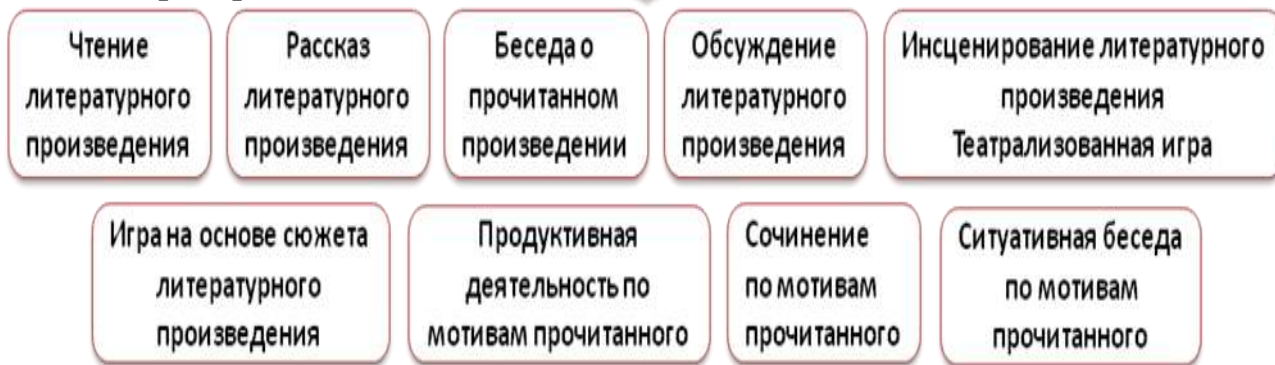 Чтение
литературного
произведения
Рассказ
литературного
произведения
Беседа о
прочитанном
произведении
Обсуждение
литературного
произведения
Инсценирование литературного
произведения
Театрализованная игра
Игра на основе сюжета
литературного
произведения
Продуктивная
деятельность по
мотивам прочитанного
Сочинение
по мотивам
прочитанного
Ситуативная беседа
по мотивам
прочитанного